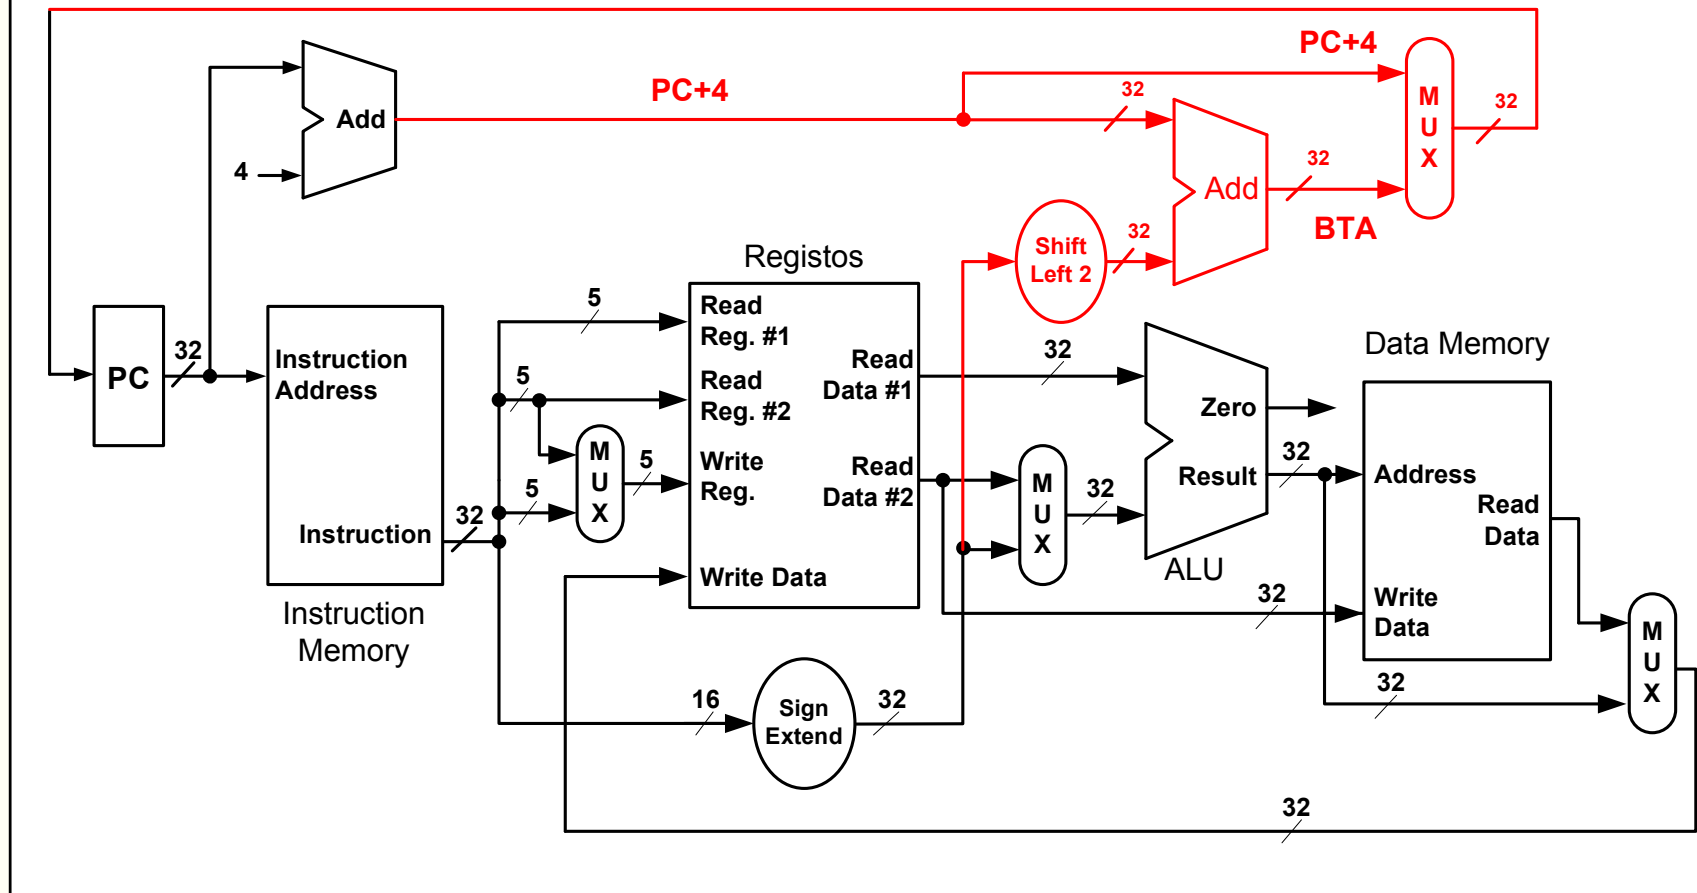 PC+4
PC+4
32
32
M
U
X
Add
4
32
32
Add
BTA
Shift
Left 2
32
Registos
PC
32
Instruction
Address
Instruction
32
Instruction
Memory
5
5
5
5
M
U
X
Read
Reg. #1
Read
Reg. #2
Write
Reg.
Write Data
Read
Data #1
Read
Data #2
32
M
U
X
32
Zero
Result
ALU
32
Data Memory
Address
Read
Data
Write
Data
32
32
M
U
X
16
Sign
Extend
32
32